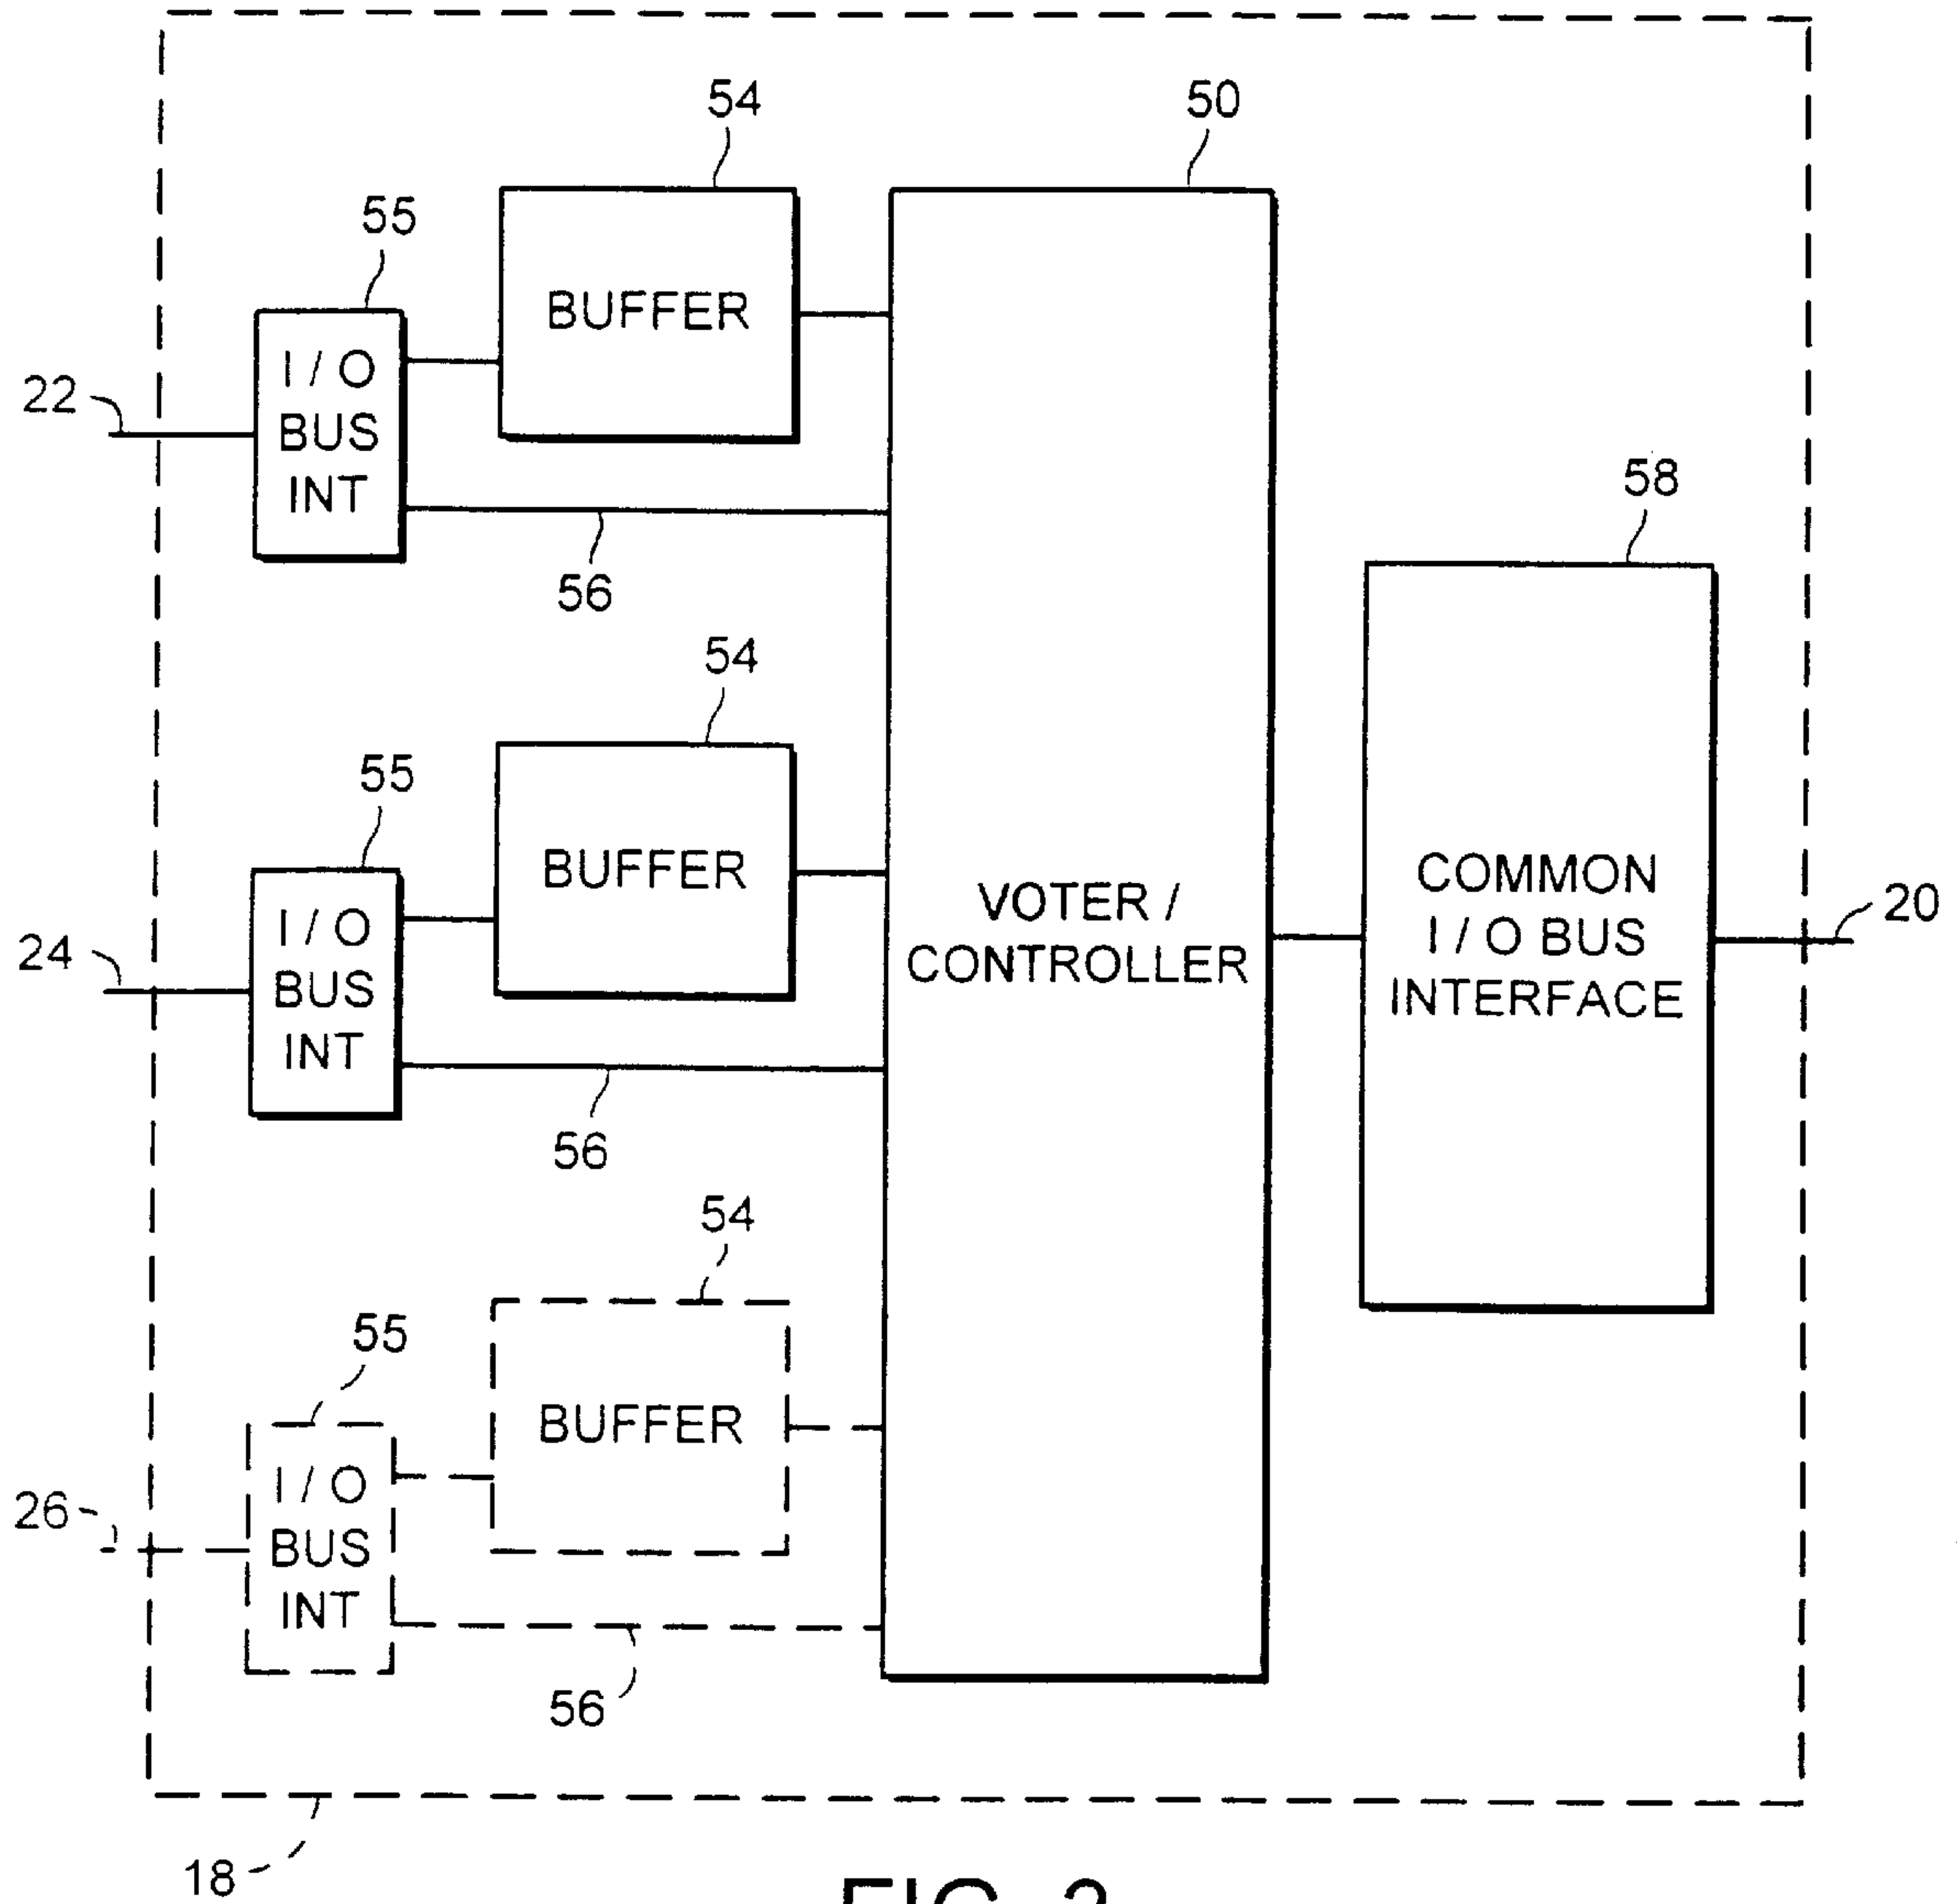 54
50
55
BUFFER
I / O
BUS
INT
22
58
56
54
55
BUFFER
COMMON
I / O BUS
INTERFACE
VOTER /
CONTROLLER
20
I / O
BUS
INT
24
56
54
55
BUFFER
I / O
BUS
INT
26
56
18